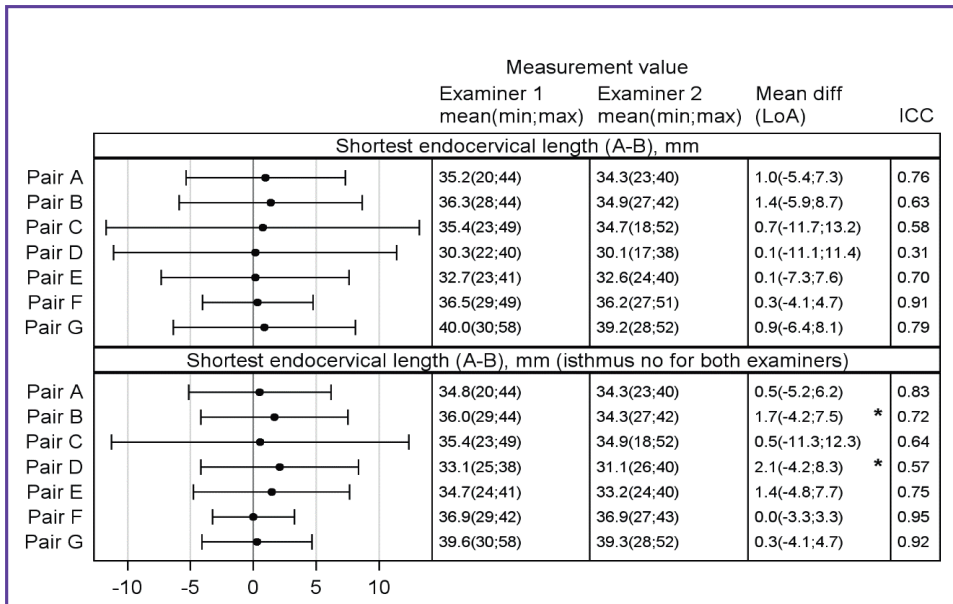 Measurement value
Examiner 1 Examiner 2 Mean diff
mean(min;max) mean(min;max) (LoA) ICC
Shortest endocervical length (A-B), mm
Pair A 35.2(20;44) 34.3(23;40) 1.0(-5.4;7.3) 0.76
Pair B 36.3(28;44) 34.9(27;42) 1.4(-5.9;8.7) 0.63
Pair C 35.4(23;49) 34.7(18;52) 0.7(-11.7;13.2) 0.58
Pair D 30.3(22;40) 30.1(17;38) 0.1(-11.1;11.4) 0.31
Pair E 32.7(23;41) 32.6(24;40) 0.1(-7.3;7.6) 0.70
Pair F 36.5(29;49) 36.2(27;51) 0.3(-4.1;4.7) 0.91
Pair G 40.0(30;58) 39.2(28;52) 0.9(-6.4;8.1) 0.79
Shortest endocervical length (A-B), mm (isthmus no for both examiners)
Pair A 34.8(20;44) 34.3(23;40) 0.5(-5.2;6.2) 0.83
Pair B 36.0(29;44) 34.3(27;42) 1.7(-4.2;7.5) * 0.72
Pair C 35.4(23;49) 34.9(18;52) 0.5(-11.3;12.3) 0.64
Pair D 33.1(25;38) 31.1(26;40) 2.1(-4.2;8.3) * 0.57
Pair E 34.7(24;41) 33.2(24;40) 1.4(-4.8;7.7) 0.75
Pair F 36.9(29;42) 36.9(27;43) 0.0(-3.3;3.3) 0.95
Pair G 39.6(30;58) 39.3(28;52) 0.3(-4.1;4.7) 0.92
-10 -5 0 5 10